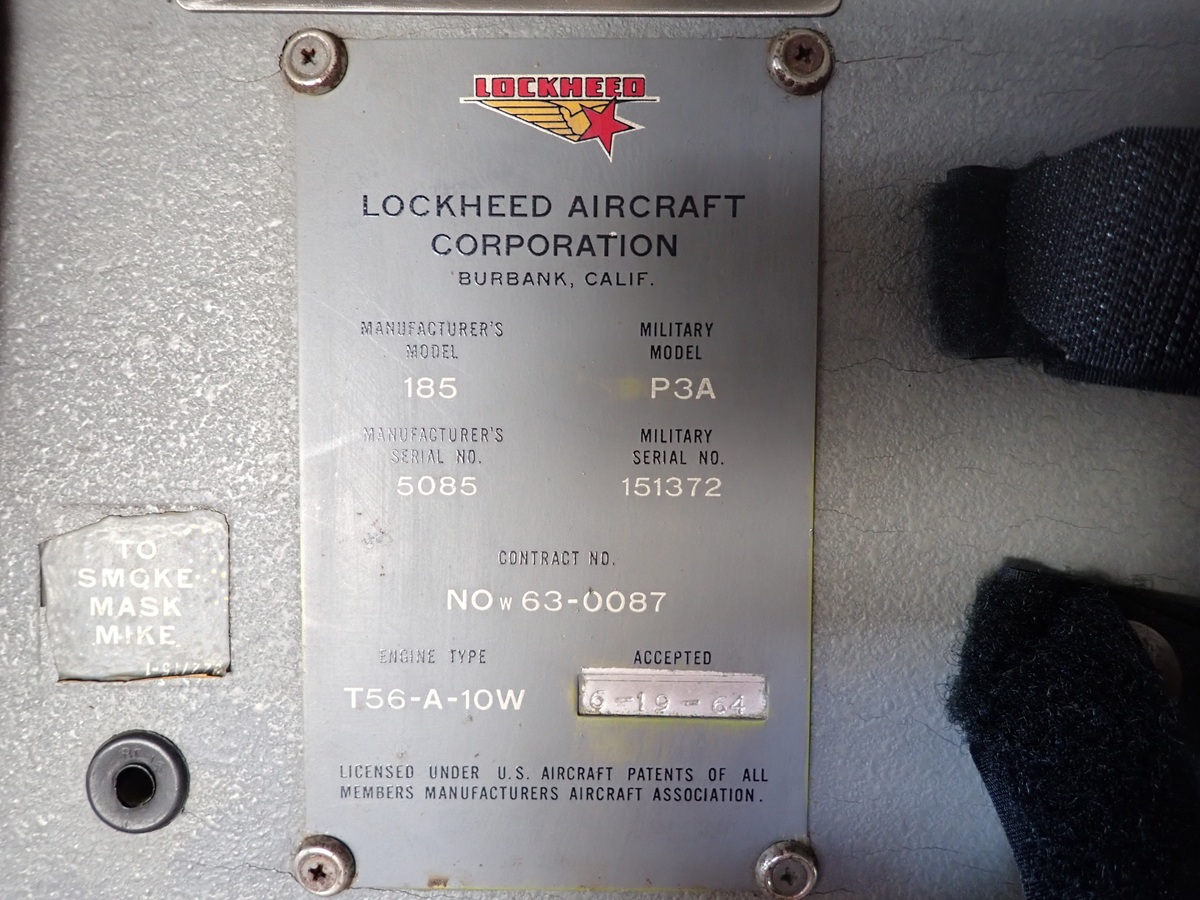 LOCKHEED
LOCKHEED AIRCRAFT
CORPORATION
BURBANK, CALIF.
MANUFACTURER'S
MODEL
185
MILITARY
MODEL
P3A
MANUFACTURER'S
SERIAL NO.
5085
MILITARY
SERIAL NO.
151372
CONTRACT NO.
NOw 63-0087
ENGINE TYPE
T56-A-10W
ACCEPTED
6-19-64
LICENSED UNDER U.S. AIRCRAFT PATENTS OF ALL
MEMBERS MANUFACTURERS AIRCRAFT ASSOCIATION.
TO
SMOKE
MASK
MIKE